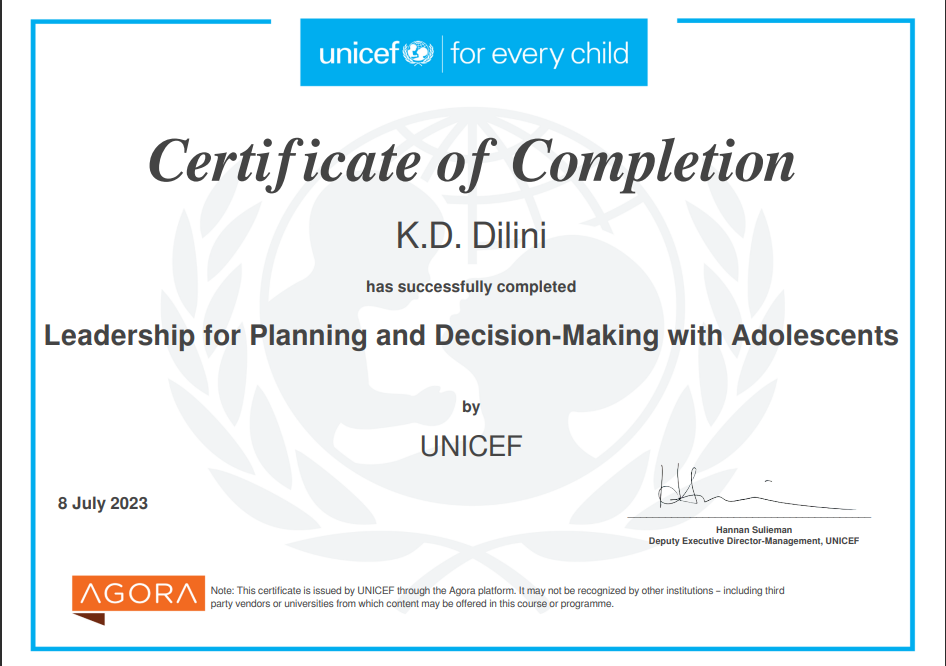 unicef for every child
Certificate of Completion
K.D. Dilini
has successfully completed
Leadership for Planning and Decision-Making with Adolescents
by
UNICEF
8 July 2023
Hannan Sulieman
Deputy Executive Director-Management, UNICEF
AGORA
Note: This certificate is issued by UNICEF through the Agora platform. It may not be recognized by other institutions – including third
party vendors or universities from which content may be offered in this course or programme.